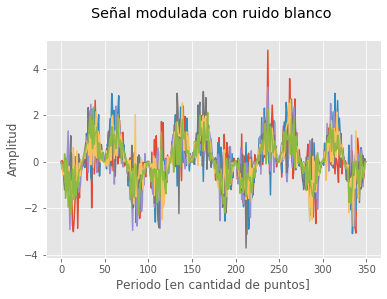 Señal modulada con ruido blanco
Amplitud
4
2
0
−2
−4
0 50 100 150 200 250 300 350
Periodo [en cantidad de puntos]